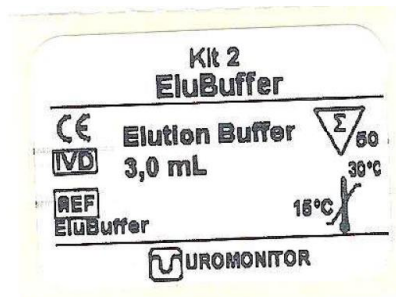 Kit 2
EluBuffer
CE Elution Buffer Σ 50
IVD 3,0 mL 30°C
REF 15°C
EluBuffer
UROMONITOR